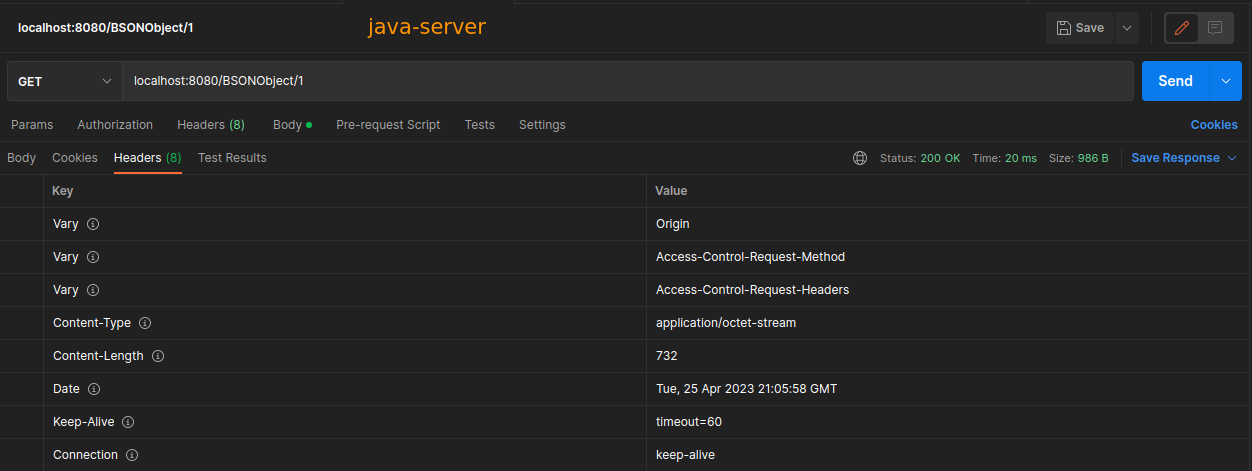 localhost:8080/BSONObject/1 java-server Save
GET localhost:8080/BSONObject/1 Send
Params Authorization Headers (8) Body Pre-request Script Tests Settings Cookies
Body Cookies Headers (8) Test Results Status: 200 OK Time: 20 ms Size: 986 B Save Response
Key Value
Vary Origin
Vary Access-Control-Request-Method
Vary Access-Control-Request-Headers
Content-Type application/octet-stream
Content-Length 732
Date Tue, 25 Apr 2023 21:05:58 GMT
Keep-Alive timeout=60
Connection keep-alive